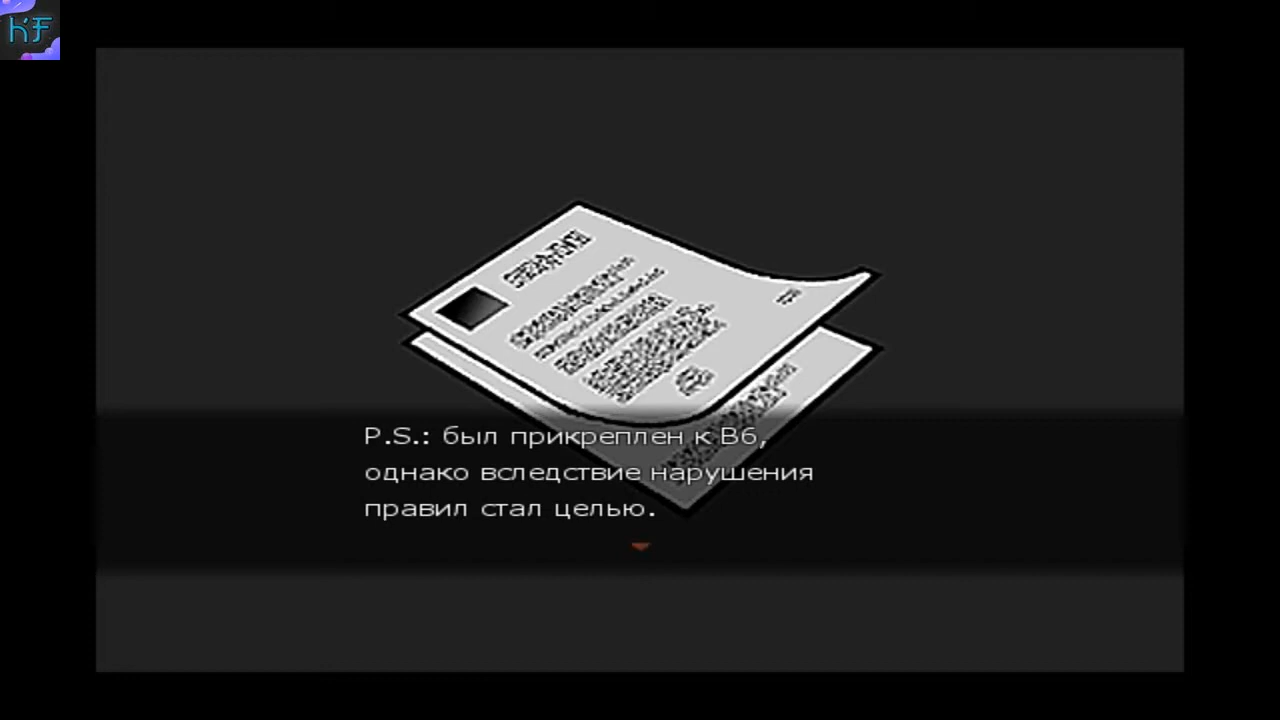 P.S.: был прикреплен к B6,
однако вследствие нарушения
правил стал целью.